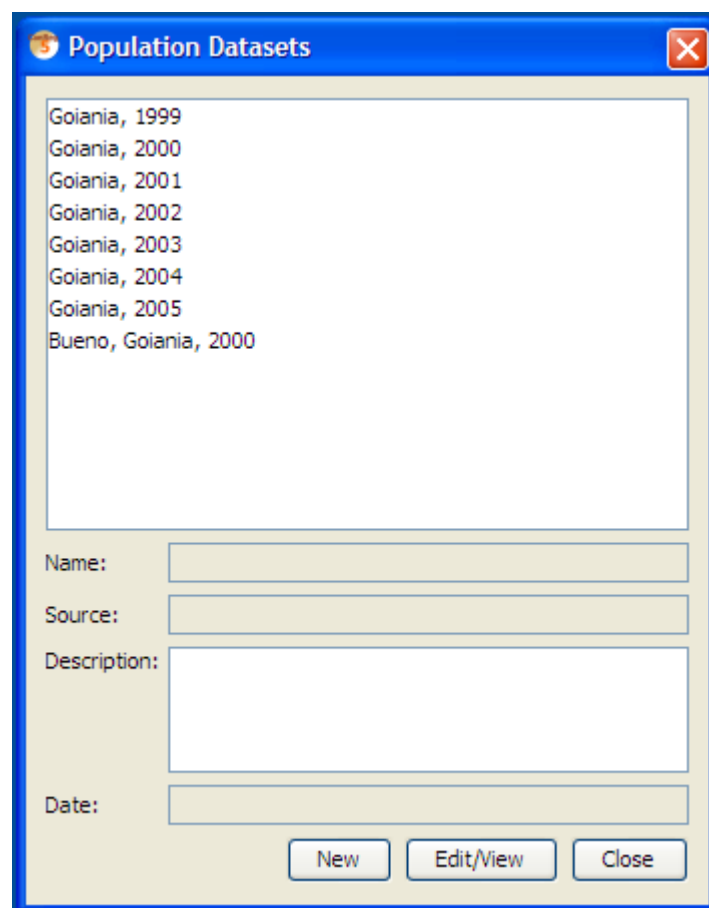 Population Datasets
Goiania, 1999
Goiania, 2000
Goiania, 2001
Goiania, 2002
Goiania, 2003
Goiania, 2004
Goiania, 2005
Bueno, Goiania, 2000
Name:
Source:
Description:
Date:
New Edit/View Close